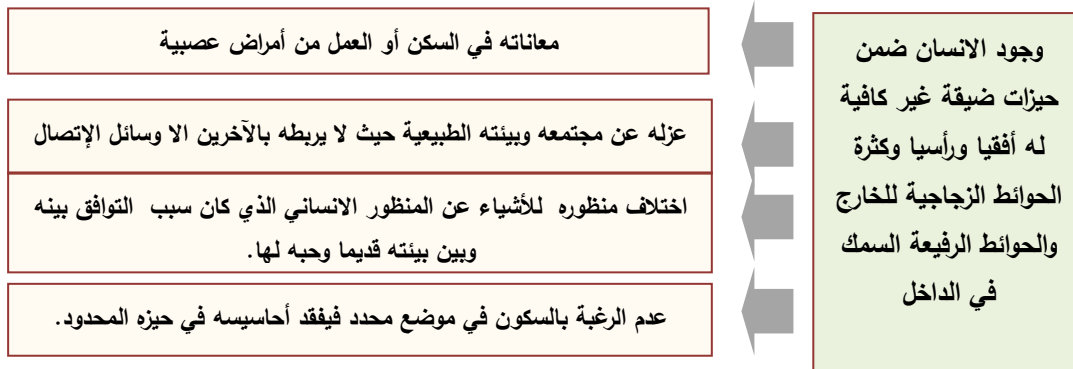 وجود الانسان ضمن
حيزات ضيقة غير كافية
له أفقيا ورأسيا وكثرة
الحوائط الزجاجية للخارج
والحوائط الرفيعة السمك
في الداخل
معاناته في السكن أو العمل من أمراض عصبية
عزله عن مجتمعه وبيئته الطبيعية حيث لا يربطه بالآخرين الا وسائل الإتصال
اختلاف منظوره للأشياء عن المنظور الانساني الذي كان سبب التوافق بينه
وبين بيئته قديما وحبه لها.
عدم الرغبة بالسكون في موضع محدد فيفقد أحاسيسه في حيزه المحدود.